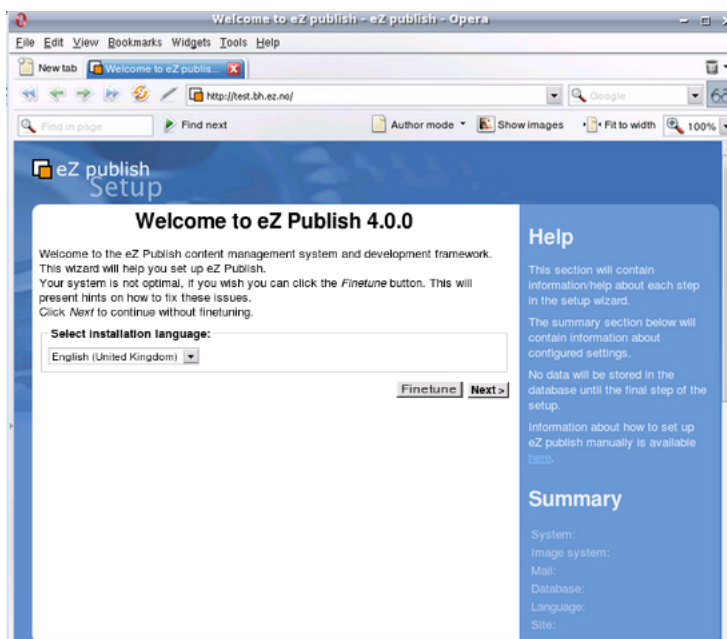 Welcome to eZ publish - eZ publish - Opera
File Edit View Bookmarks Widgets Tools Help
New tab Welcome to eZ publis...
http://test.bh.ez.no/ Google
Find in page Find next Author mode Show images Fit to width 100%
eZ publish
Setup
Welcome to eZ Publish 4.0.0
Welcome to the eZ Publish content management system and development framework.
This wizard will help you set up eZ Publish.
Your system is not optimal, if you wish you can click the Finetune button. This will
present hints on how to fix these issues.
Click Next to continue without finetuning.
Select installation language:
English (United Kingdom)
Finetune Next >
Help
This section will contain
information/help about each step
in the setup wizard.
The summary section below will
contain information about
configured settings.
No data will be stored in the
database until the final step of the
setup.
Information about how to set up
eZ publish manually is available
here.
Summary
System:
Image system:
Mail:
Database:
Language:
Site: